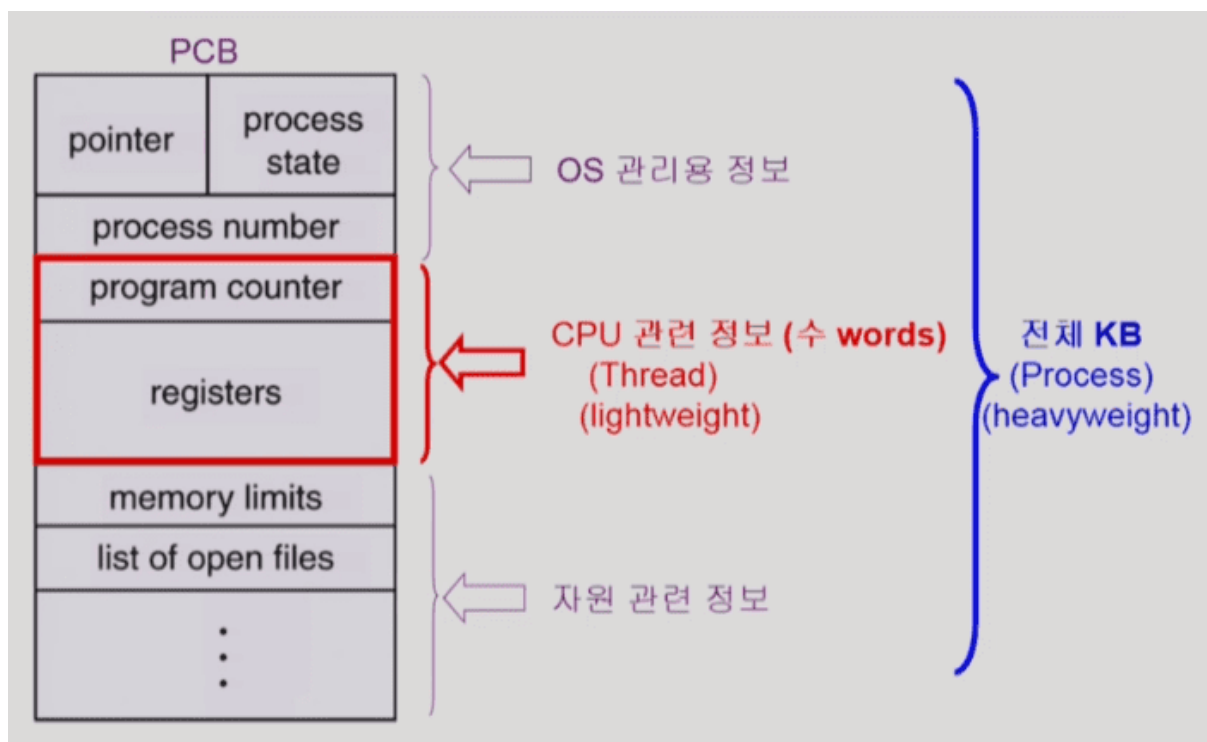 PCB
pointer
process
state
process number
program counter
registers
memory limits
list of open files
OS 관리용 정보
CPU 관련 정보 (수 words)
(Thread)
(lightweight)
자원 관련 정보
전체 KB
(Process)
(heavyweight)